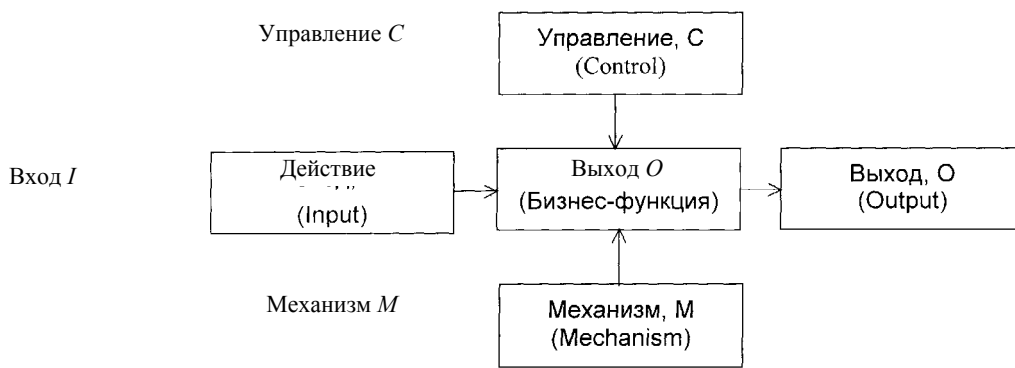 Управление C
Управление, С
(Control)
Вход I
Действие
(Input)
Выход O
(Бизнес-функция)
Выход, О
(Output)
Механизм M
Механизм, М
(Mechanism)